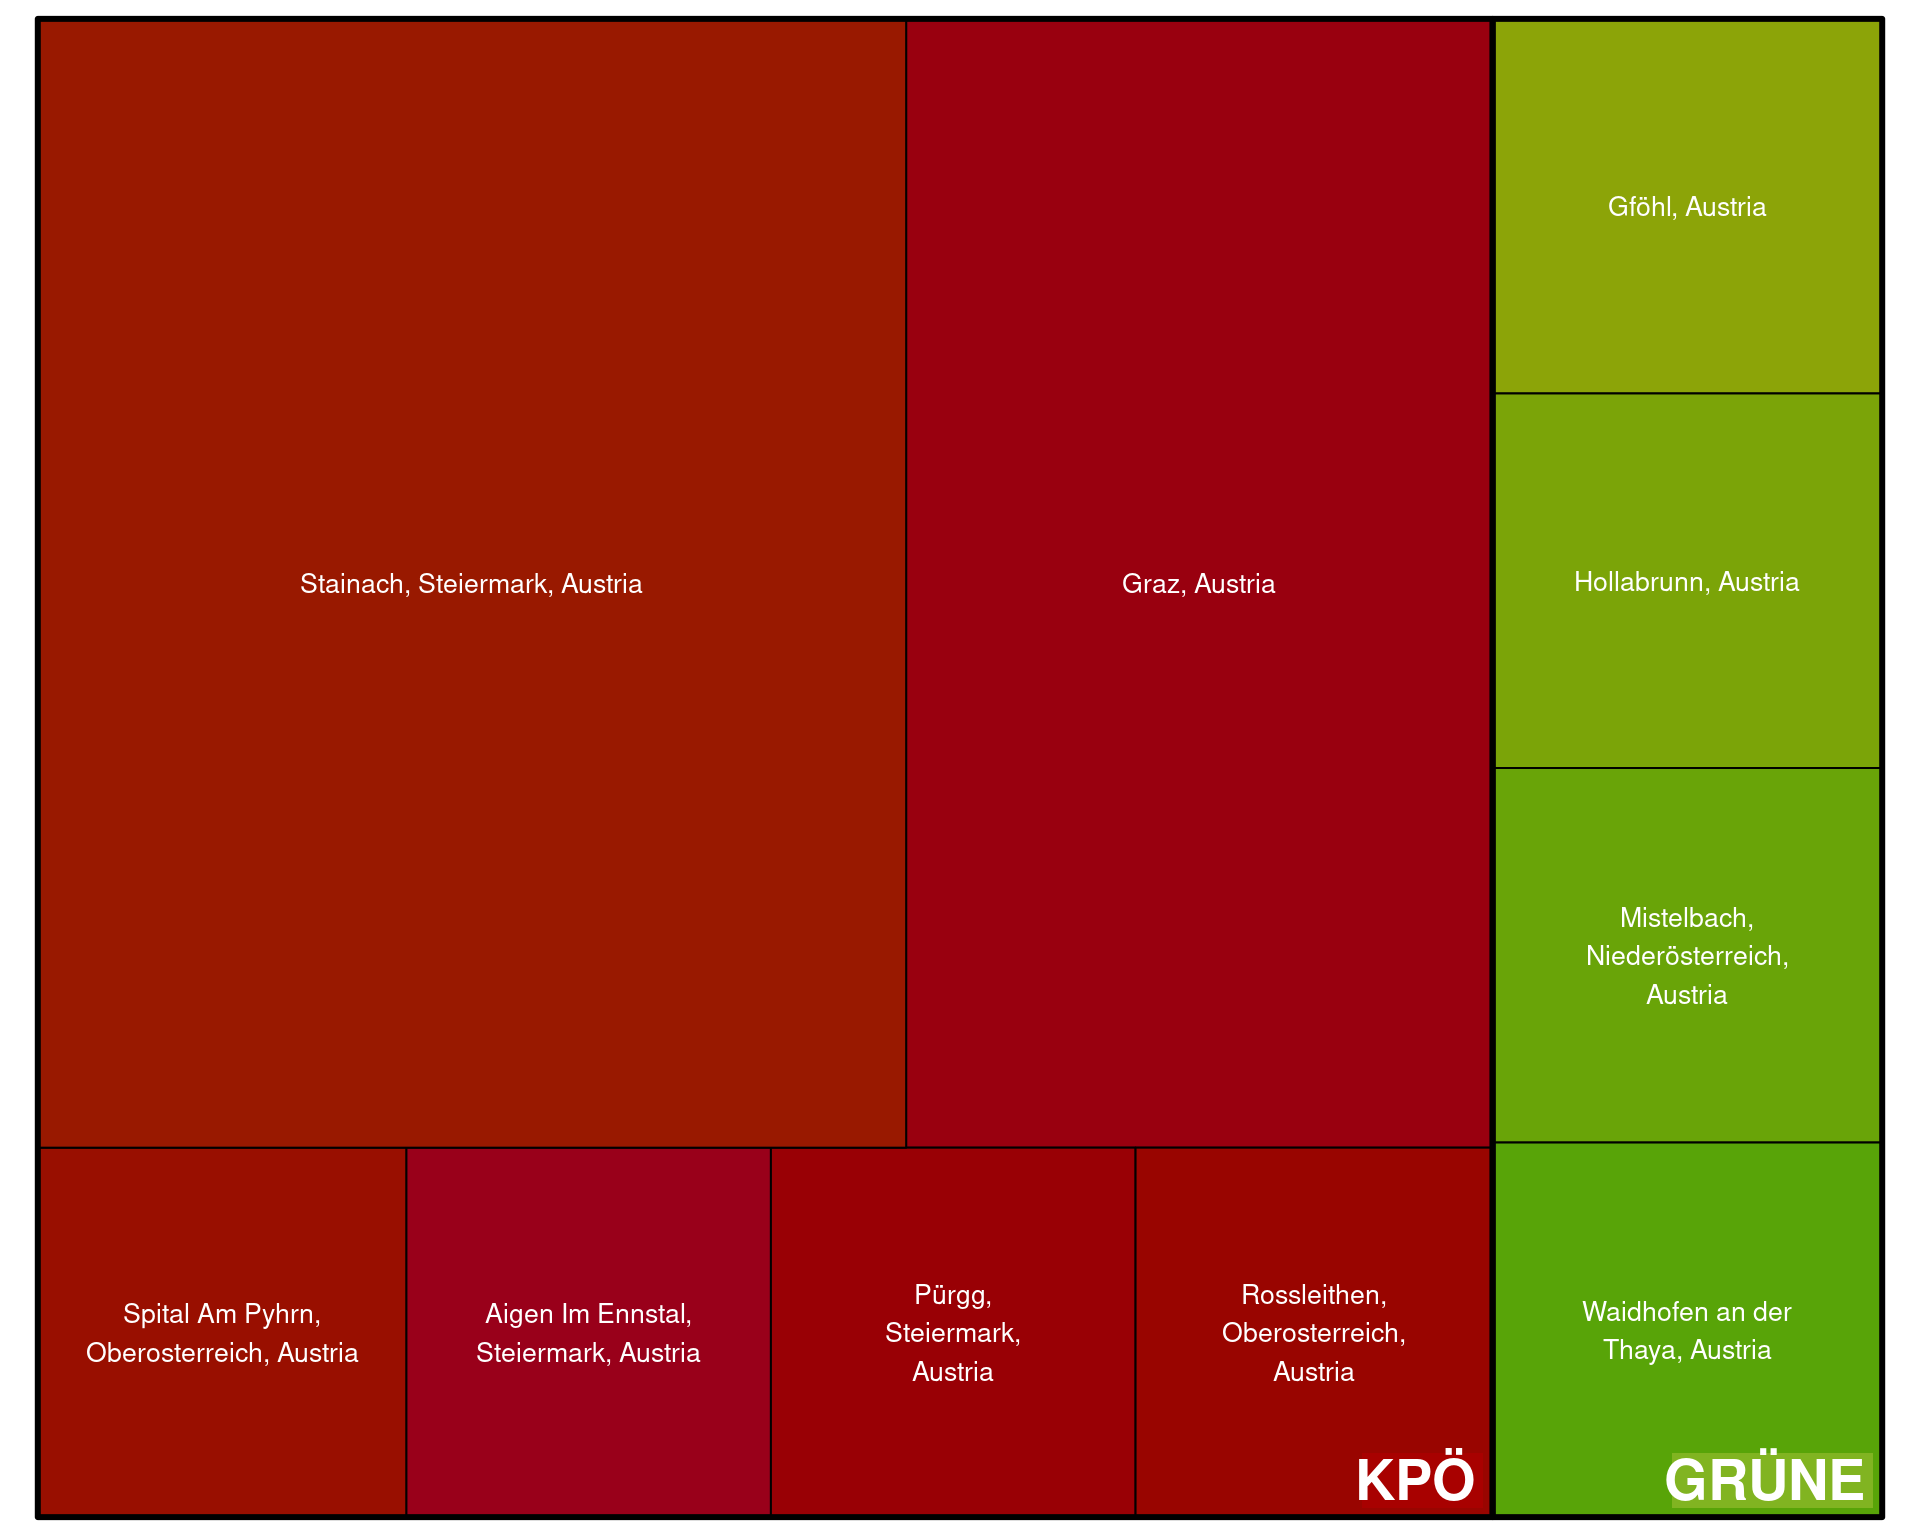 Stainach, Steiermark, Austria
Graz, Austria
Spital Am Pyhrn,
Oberosterreich, Austria
Aigen Im Ennstal,
Steiermark, Austria
Pürgg,
Steiermark,
Austria
Rossleithen,
Oberosterreich,
Austria
KPÖ
Gföhl, Austria
Hollabrunn, Austria
Mistelbach,
Niederösterreich,
Austria
Waidhofen an der
Thaya, Austria
GRÜNE